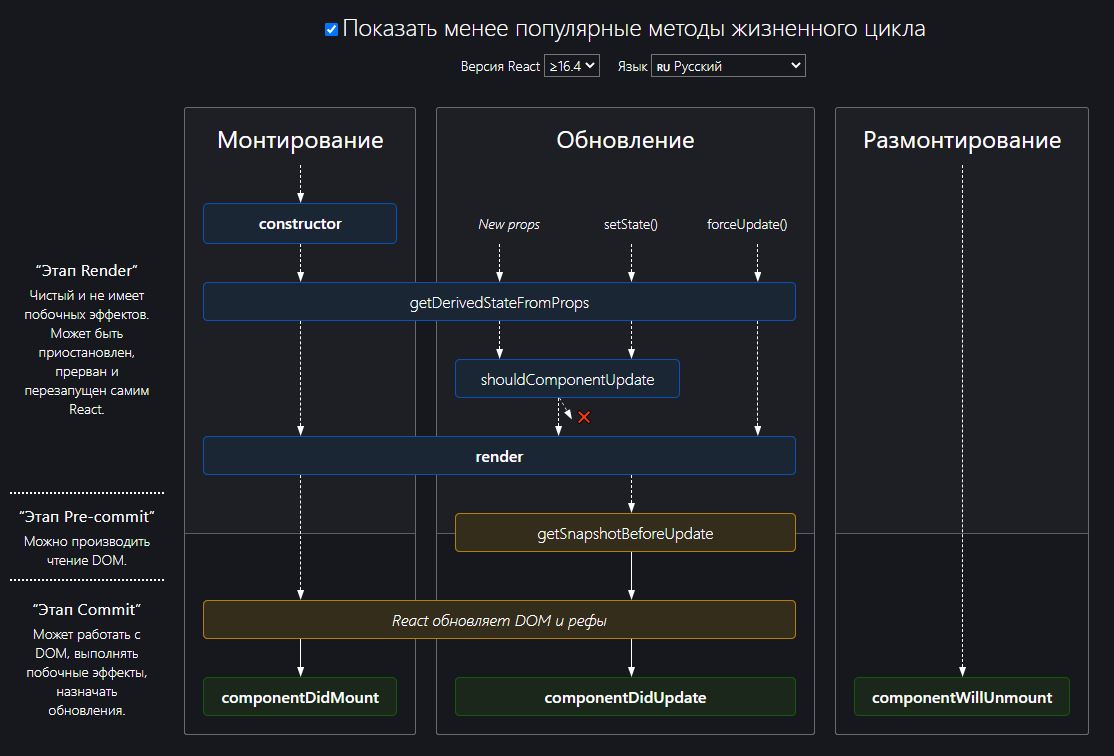 Показать менее популярные методы жизненного цикла
Версия React ≥16.4 Язык RU Русский
Монтирование
Обновление
Размонтирование
constructor
New props
setState()
forceUpdate()
“Этап Render”
Чистый и не имеет
побочных эффектов.
Может быть
приостановлен,
прерван и
перезапущен самим
React.
getDerivedStateFromProps
shouldComponentUpdate
render
“Этап Pre-commit”
Можно производить
чтение DOM.
getSnapshotBeforeUpdate
“Этап Commit”
Может работать с
DOM, выполнять
побочные эффекты,
назначать
обновления.
React обновляет DOM и рефы
componentDidMount
componentDidUpdate
componentWillUnmount